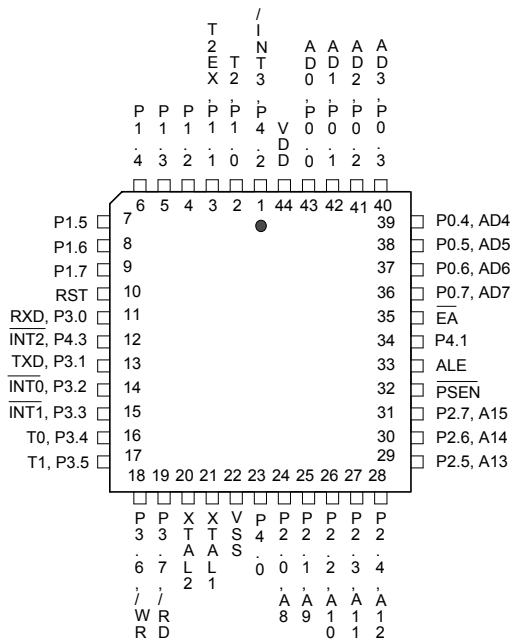 P1.4
P1.3
P1.2
T2EX,P1.1
T2,P1.0
/INT3,P4.2
VDD
AD0,P0.0
AD1,P0.1
AD2,P0.2
AD3,P0.3
6 5 4 3 2 1 44 43 42 41 40
P1.5 7
P1.6 8
P1.7 9
RST 10
RXD, P3.0 11
INT2, P4.3 12
TXD, P3.1 13
INT0, P3.2 14
INT1, P3.3 15
T0, P3.4 16
T1, P3.5 17
39 P0.4, AD4
38 P0.5, AD5
37 P0.6, AD6
36 P0.7, AD7
35 EA
34 P4.1
33 ALE
32 PSEN
31 P2.7, A15
30 P2.6, A14
29 P2.5, A13
18 19 20 21 22 23 24 25 26 27 28
P3.6,/WR
P3.7,/RD
XTAL2
XTAL1
VSS
P4.0
P2.0,A8
P2.1,A9
P2.2,A10
P2.3,A11
P2.4,A12